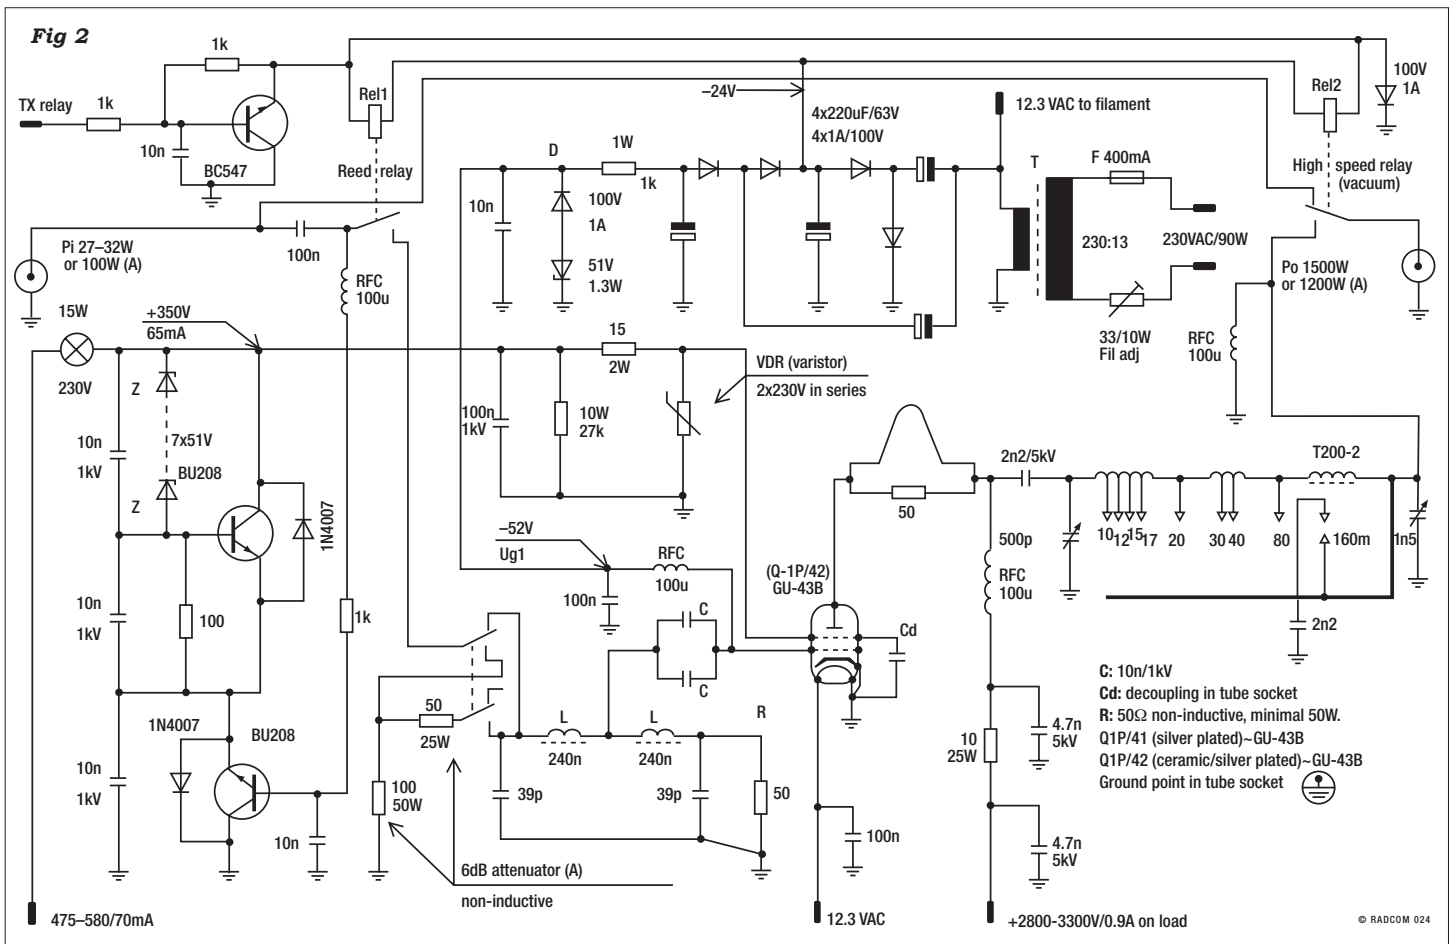 Fig 2
1k
TX relay
1k
10n
BC547
Rel1
Reed relay
–24V
4x220uF/63V
4x1A/100V
12.3 VAC to filament
Rel2
100V
1A
High speed relay
(vacuum)
D
1W
1k
10n
100V
1A
51V
1.3W
T
F 400mA
230:13
230VAC/90W
33/10W
Fil adj
Pi 27–32W
or 100W (A)
100n
RFC
100u
Po 1500W
or 1200W (A)
RFC
100u
15W
230V
+350V
65mA
Z
7x51V
BU208
Z
10n
1kV
1N4007
100n
1kV
10W
27k
15
2W
VDR (varistor)
2x230V in series
50
2n2/5kV
T200-2
500p
RFC
100u
10
12
15
17
20
30
40
80
160m
1n5
2n2
–52V
Ug1
100n
RFC
100u
C
C
(Q-1P/42)
GU-43B
Cd
10n
1kV
100
1k
1N4007
BU208
10n
1kV
10n
50
25W
100
50W
L
240n
L
240n
R
39p
39p
50
6dB attenuator (A)
non-inductive
100n
10
25W
4.7n
5kV
4.7n
5kV
C: 10n/1kV
Cd: decoupling in tube socket
R: 50Ω non-inductive, minimal 50W.
Q1P/41 (silver plated)~GU-43B
Q1P/42 (ceramic/silver plated)~GU-43B
Ground point in tube socket
475–580/70mA
12.3 VAC
+2800-3300V/0.9A on load
© RADCOM 024